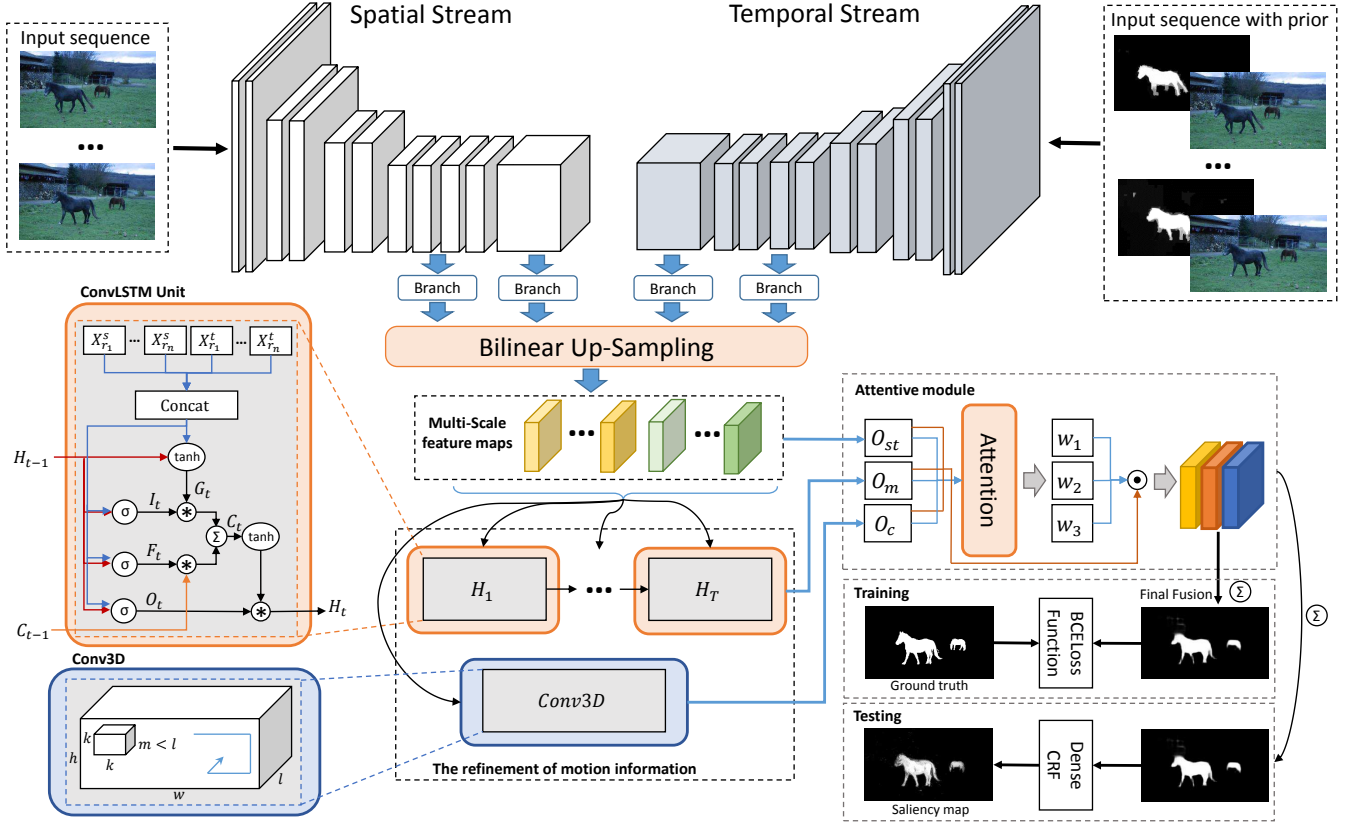 Spatial Stream
Temporal Stream
Input sequence
...
Input sequence with prior
...
Branch
Branch
Branch
Branch
Bilinear Up-Sampling
Multi-Scale
feature maps
... ...
ConvLSTM Unit
X^s_{r_1} ... X^s_{r_n} X^t_{r_1} ... X^t_{r_n}
Concat
H_{t-1}
tanh
G_t
σ I_t * C_t
Σ tanh
σ F_t *
σ O_t * H_t
C_{t-1}
Conv3D
k m < l
h k
w l
H_1 ... H_T
Conv3D
The refinement of motion information
Attentive module
O_{st}
O_m
O_c
Attention
w_1
w_2
w_3
Training
Final Fusion Σ
Σ
BCELoss
Function
Ground truth
Testing
Dense
CRF
Saliency map